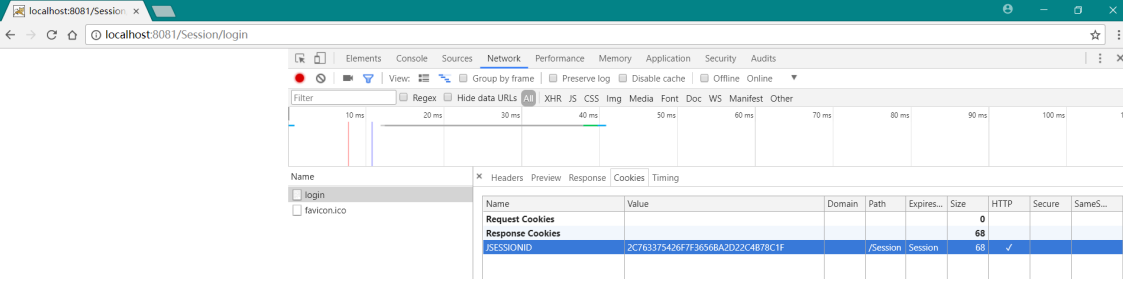 localhost:8081/Session
localhost:8081/Session/login
Elements Console Sources Network Performance Memory Application Security Audits
View: Group by frame Preserve log Disable cache Offline Online
Filter Regex Hide data URLs All XHR JS CSS Img Media Font Doc WS Manifest Other
10 ms 20 ms 30 ms 40 ms 50 ms 60 ms 70 ms 80 ms 90 ms 100 ms 1
Name Headers Preview Response Cookies Timing
login
favicon.ico
Name Value Domain Path Expires... Size HTTP Secure SameS...
Request Cookies 0
Response Cookies 68
JSESSIONID 2C763375426F7F3656BA2D22C4B78C1F /Session Session 68 ✓